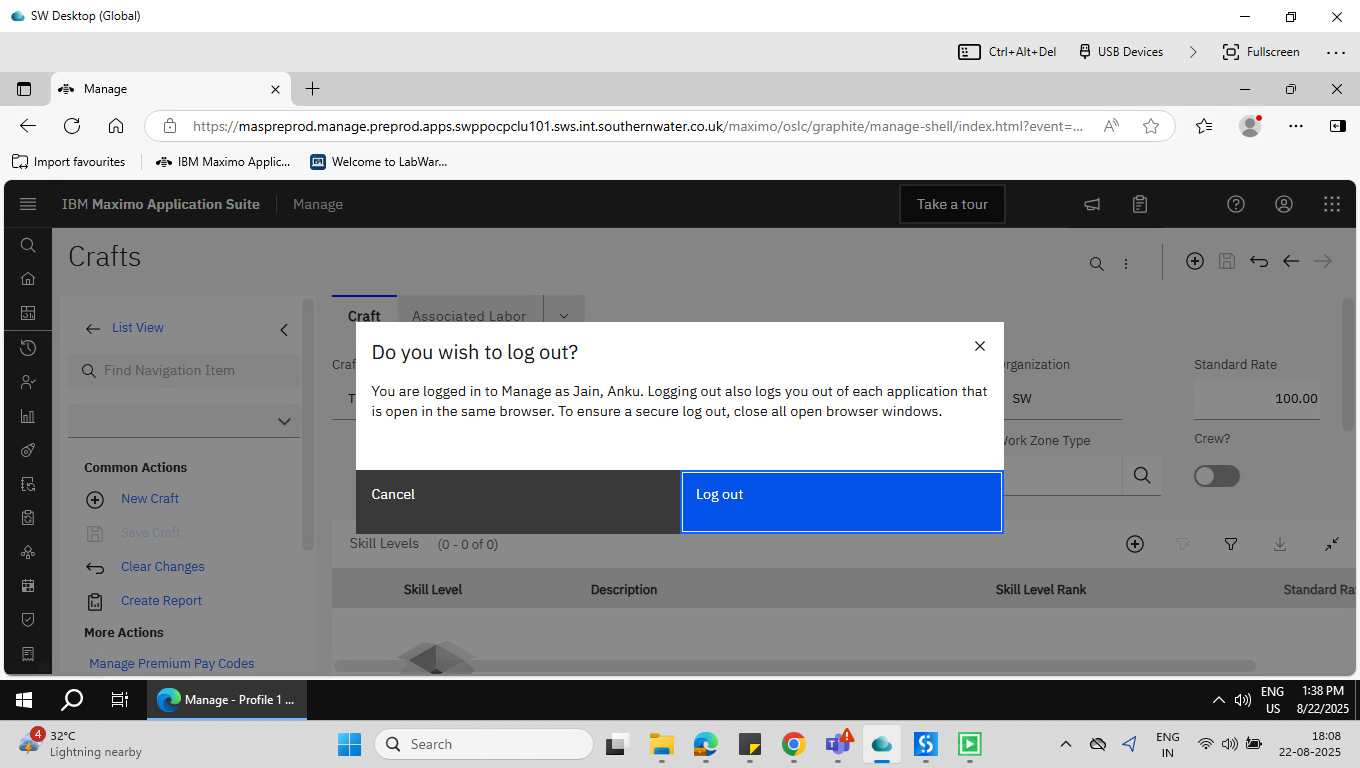 SW Desktop (Global)
Ctrl+Alt+Del
USB Devices
Fullscreen
Manage
https://maspreprod.manage.preprod.apps.swppocpclu101.sws.int.southernwater.co.uk/maximo/oslc/graphite/manage-shell/index.html?event=...
Import favourites
IBM Maximo Applic...
Welcome to LabWar...
IBM Maximo Application Suite
Manage
Take a tour
Crafts
List View
Find Navigation Item
Common Actions
New Craft
Save Craft
Clear Changes
Create Report
More Actions
Manage Premium Pay Codes
Craft
Associated Labor
Craf
T
rganization
SW
Standard Rate
100.00
ork Zone Type
Crew?
Do you wish to log out?
You are logged in to Manage as Jain, Anku. Logging out also logs you out of each application that
is open in the same browser. To ensure a secure log out, close all open browser windows.
Cancel
Log out
Skill Levels
(0 - 0 of 0)
Skill Level
Description
Skill Level Rank
Standard Ra
Manage - Profile 1 ...
ENG
US
1:38 PM
8/22/2025
4
32°C
Lightning nearby
Search
ENG
IN
18:08
22-08-2025